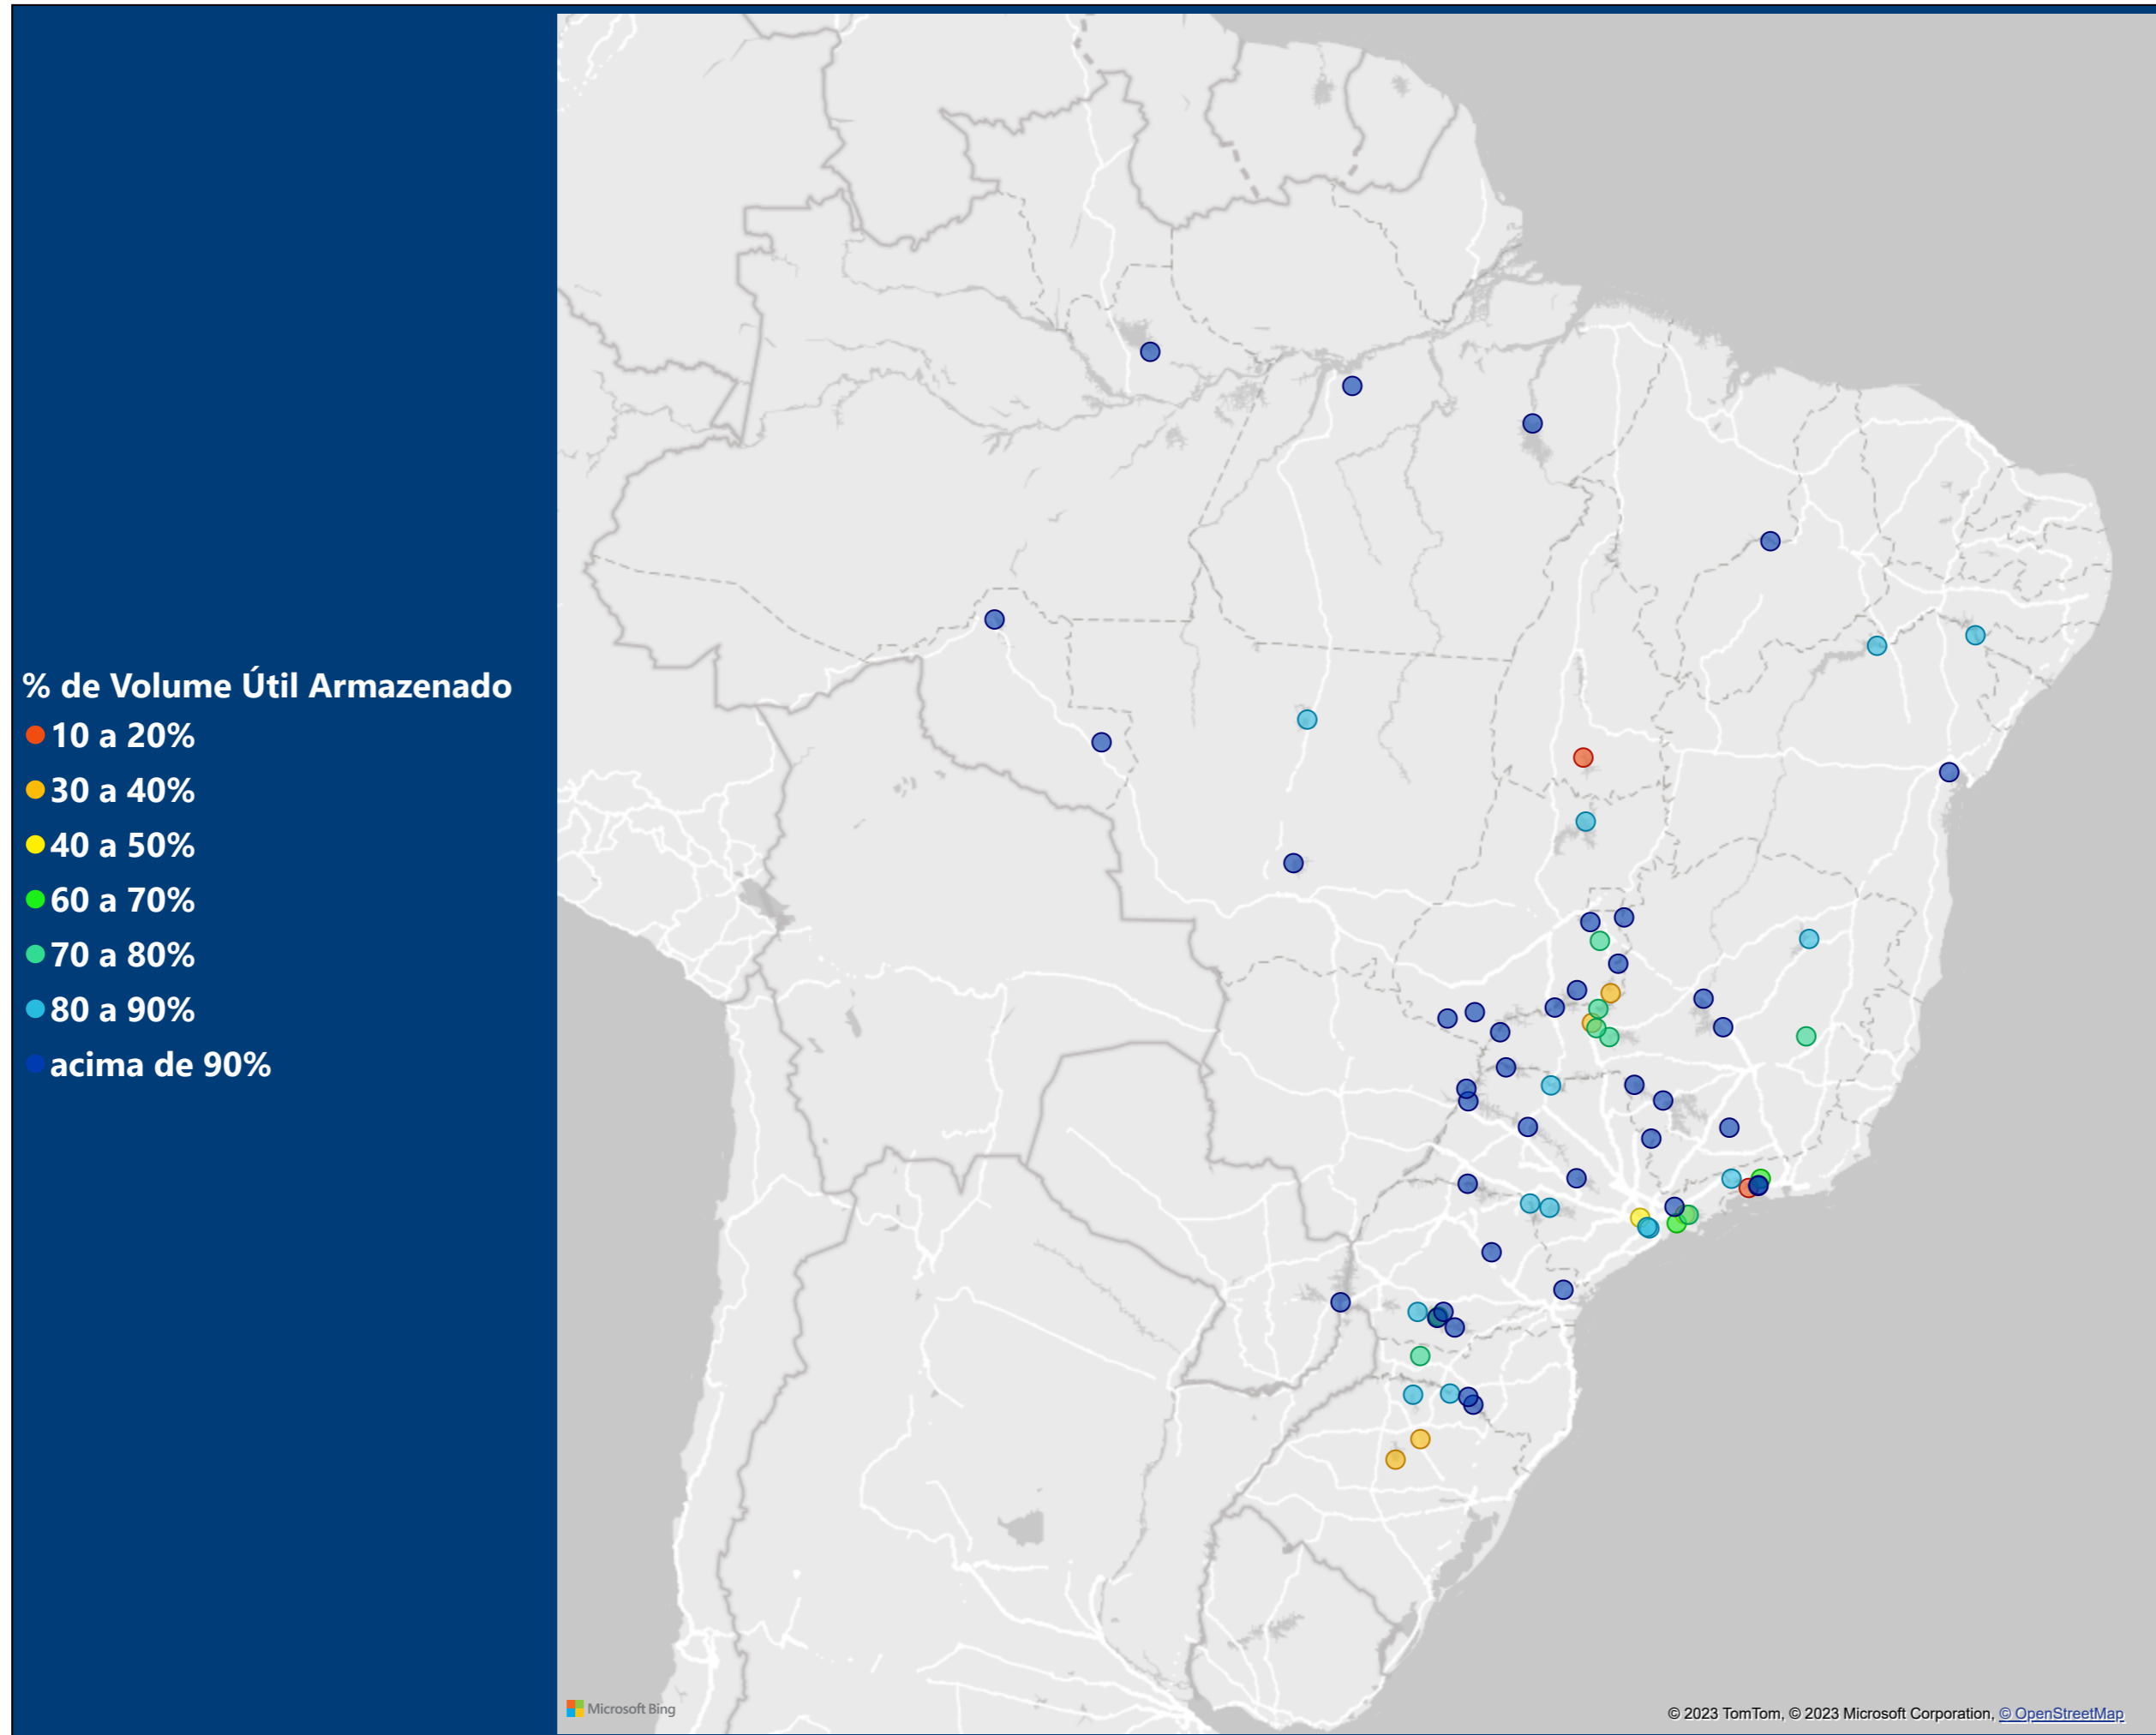 % de Volume Útil Armazenado
10 a 20%
30 a 40%
40 a 50%
60 a 70%
70 a 80%
80 a 90%
acima de 90%
Microsoft Bing
© 2023 TomTom, © 2023 Microsoft Corporation, © OpenStreetMap